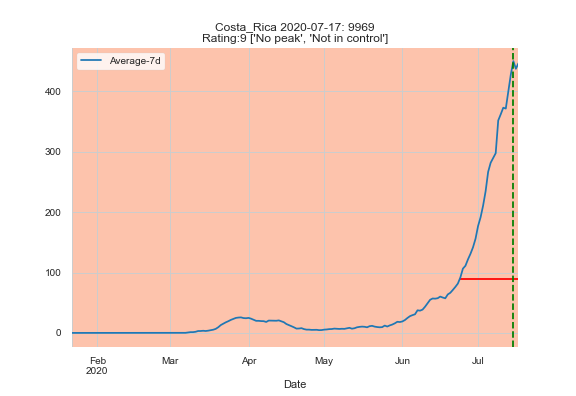 Costa_Rica 2020-07-17: 9969
Rating:9 ['No peak', 'Not in control']
Average-7d
400
300
200
100
0
Feb Mar Apr May Jun Jul
2020
Date